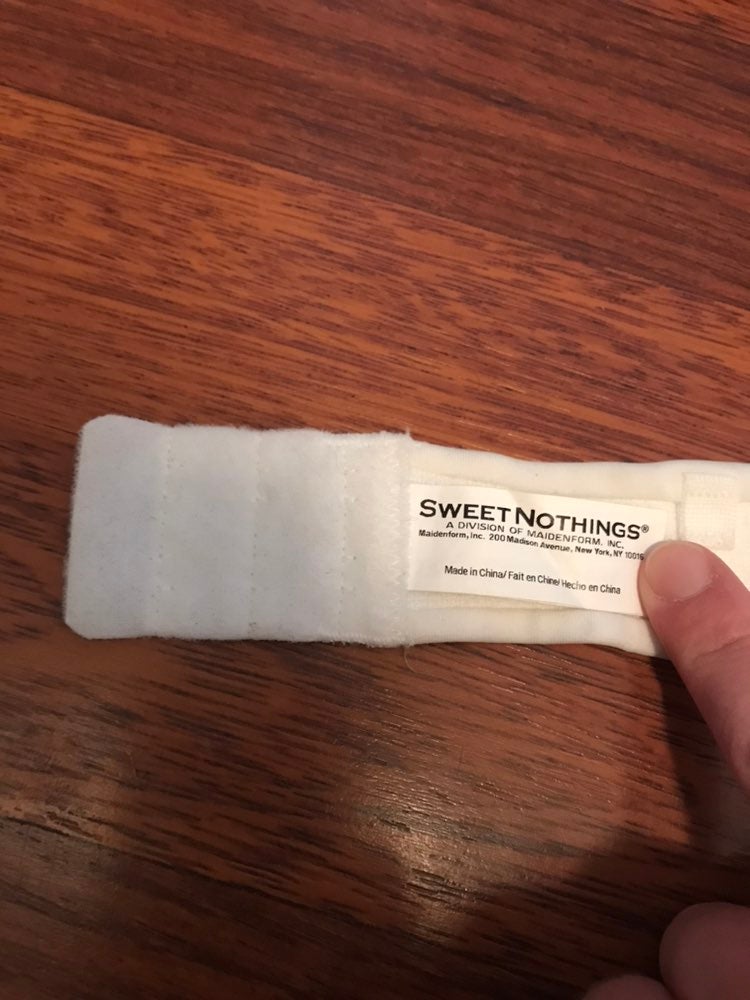 SWEET NOTHINGS®
A DIVISION OF MAIDENFORM, INC.
Maidenform, Inc. 200 Madison Avenue, New York, NY 10016
Made in China/ Fait en Chine/ Hecho en China